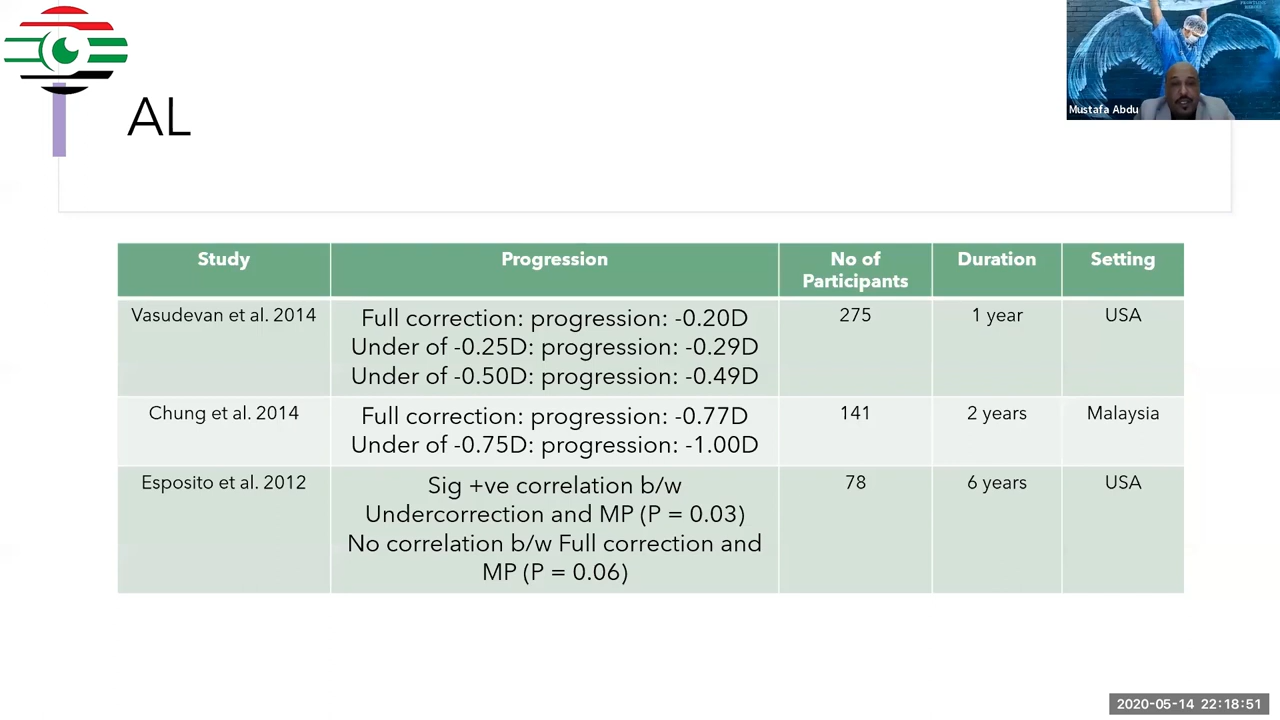 AL
Mustafa Abdu
Study
Progression
No of
Participants
Duration
Setting
Vasudevan et al. 2014
Full correction: progression: -0.20D
Under of -0.25D: progression: -0.29D
Under of -0.50D: progression: -0.49D
275
1 year
USA
Chung et al. 2014
Full correction: progression: -0.77D
Under of -0.75D: progression: -1.00D
141
2 years
Malaysia
Esposito et al. 2012
Sig +ve correlation b/w
Undercorrection and MP (P = 0.03)
No correlation b/w Full correction and
MP (P = 0.06)
78
6 years
USA
2020-05-14 22:18:51